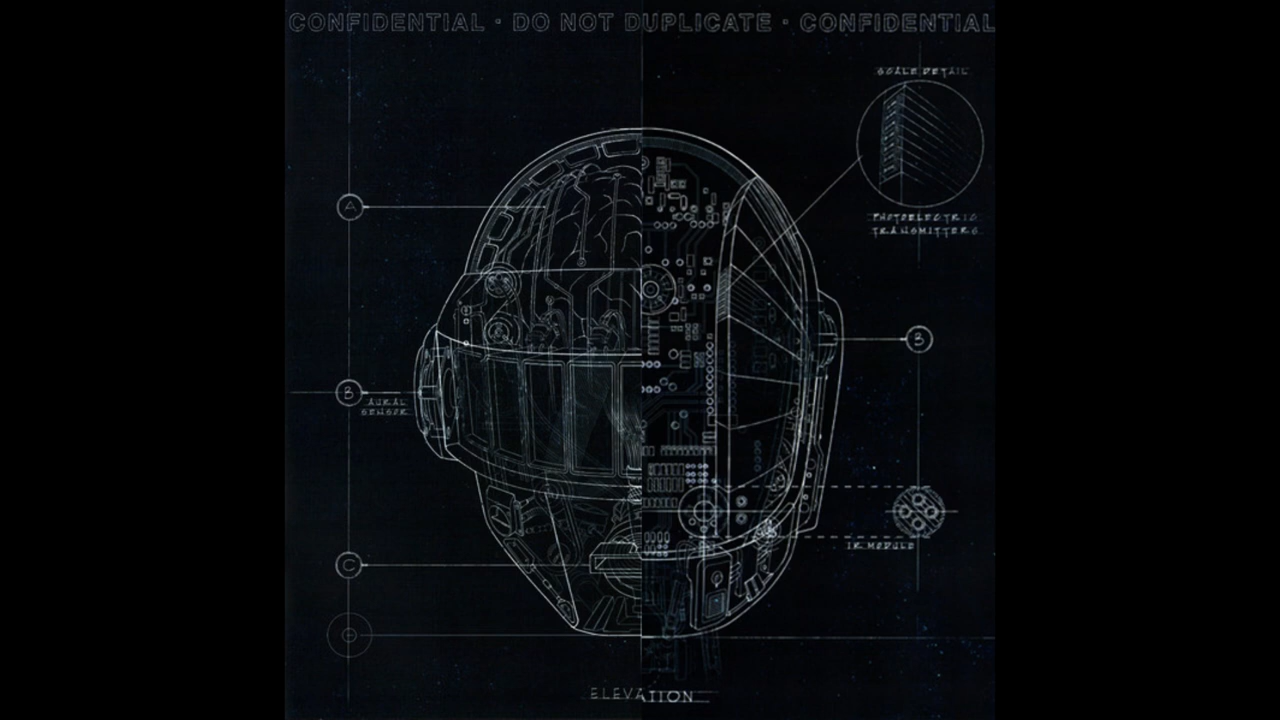 CONFIDENTIAL · DO NOT DUPLICATE · CONFIDENTIAL
SCALE DETAIL
PHOTOELECTRIC
TRANSMITTERS
A
B
B
AURAL
SENSOR
IR MODULE
C
ELEVATION